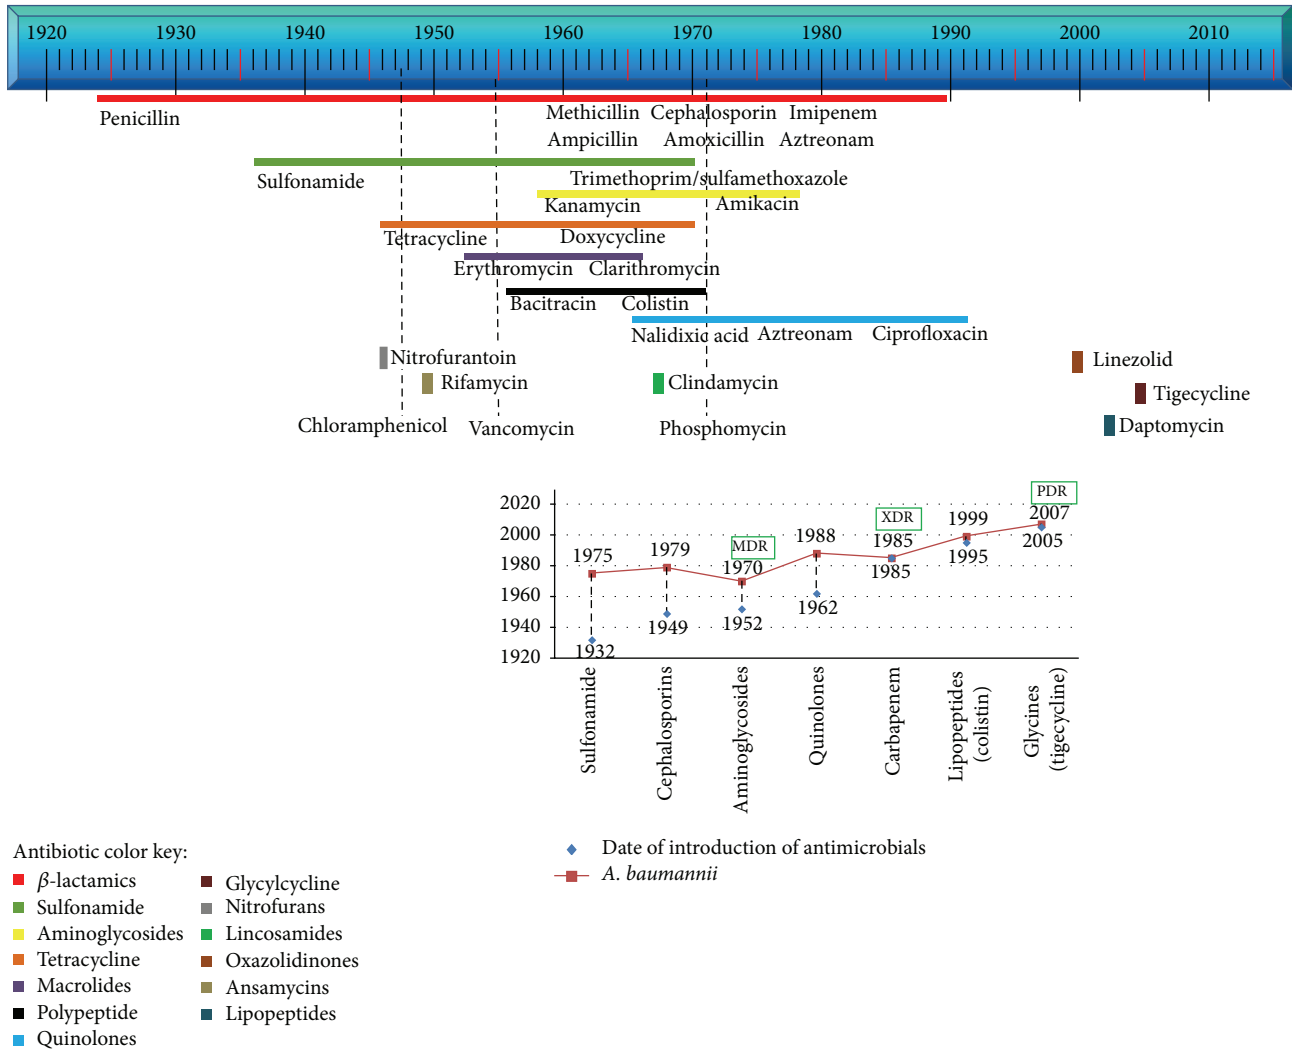 1920 1930 1940 1950 1960 1970 1980 1990 2000 2010
Penicillin
Methicillin Cephalosporin Imipenem
Ampicillin Amoxicillin Aztreonam
Sulfonamide
Trimethoprim/sulfamethoxazole
Kanamycin Amikacin
Tetracycline Doxycycline
Erythromycin Clarithromycin
Bacitracin Colistin
Nalidixic acid Aztreonam Ciprofloxacin
Nitrofurantoin
Linezolid
Rifamycin Clindamycin
Tigecycline
Chloramphenicol Vancomycin Phosphomycin Daptomycin
2020
2000
1980
1960
1940
1920
1975
1979
MDR
1970
1988
XDR
1985
1999
PDR
2007
1932
1949
1952
1962
1985
1995
2005
Sulfonamide
Cephalosporins
Aminoglycosides
Quinolones
Carbapenem
Lipopeptides
(colistin)
Glycines
(tigecycline)
Date of introduction of antimicrobials
A. baumannii
Antibiotic color key:
β-lactamics
Sulfonamide
Aminoglycosides
Tetracycline
Macrolides
Polypeptide
Quinolones
Glycylcycline
Nitrofurans
Lincosamides
Oxazolidinones
Ansamycins
Lipopeptides